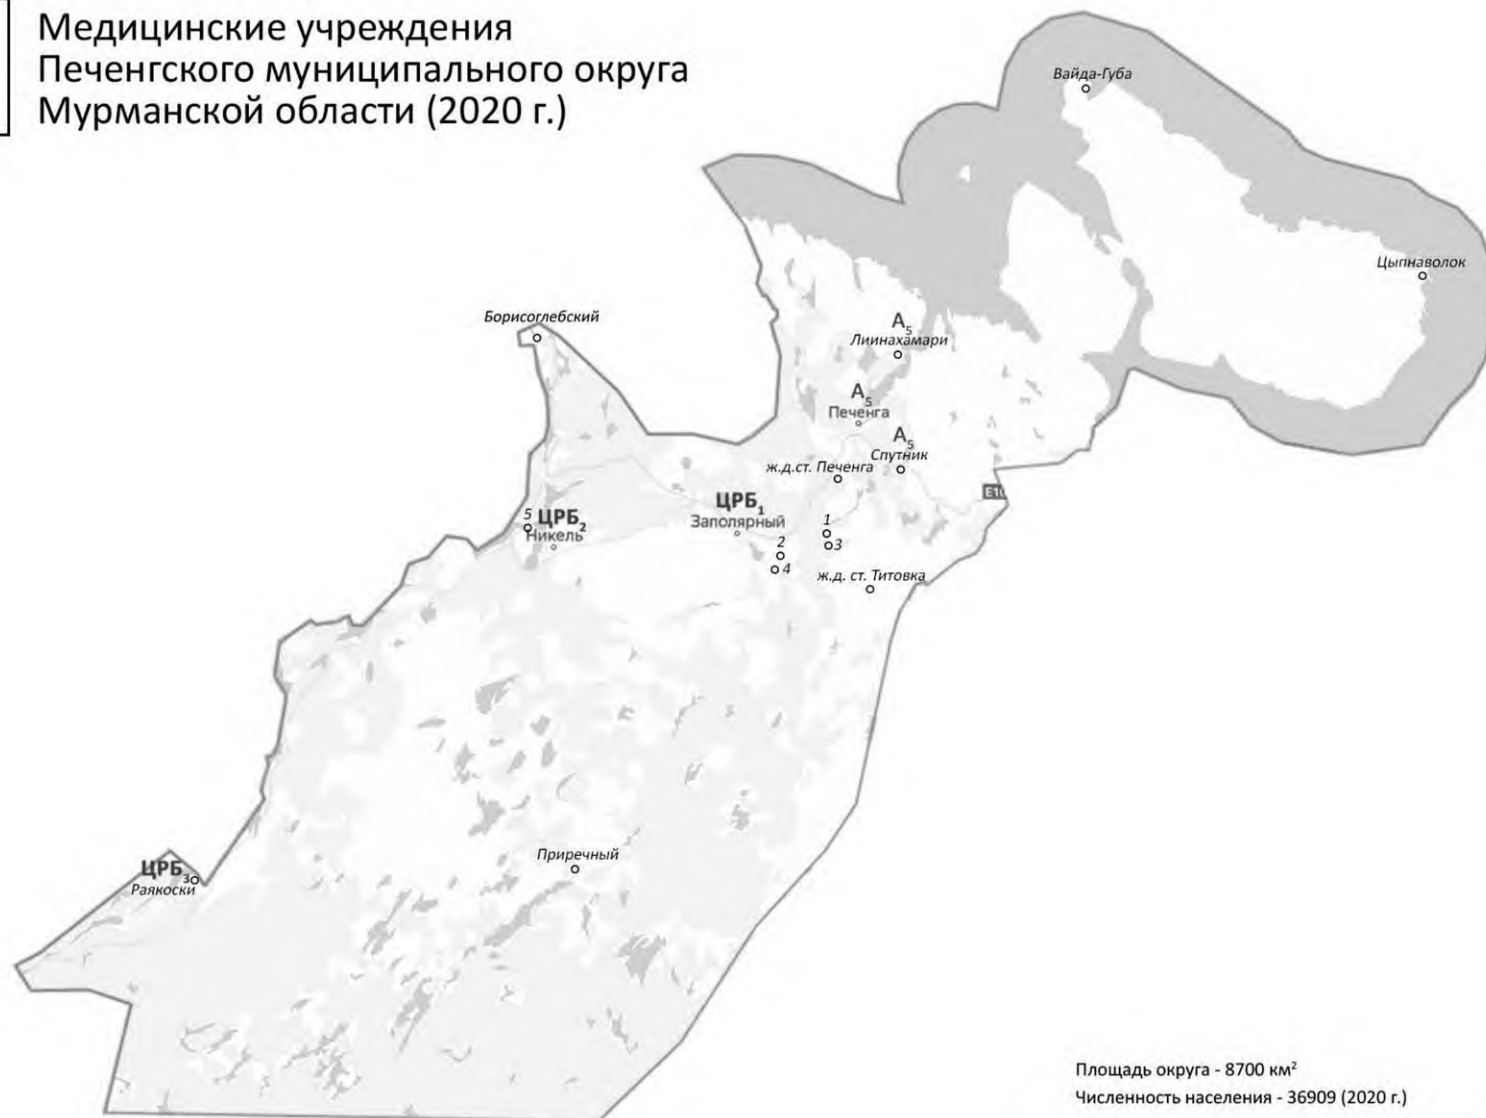 Медицинские учреждения
Печенгского муниципального округа
Мурманской области (2020 г.)
Вайда-Губа
Цыпнаволок
Борисоглебский
А5
Лиинахамари
А5
Печенга
А5
Спутник
ж.д.ст. Печенга
ЦРБ1
Заполярный
5
ЦРБ2
Никель
1
3
2
4
ж.д. ст. Титовка
Приречный
ЦРБ3
Раякоски
Площадь округа - 8700 км²
Численность населения - 36909 (2020 г.)